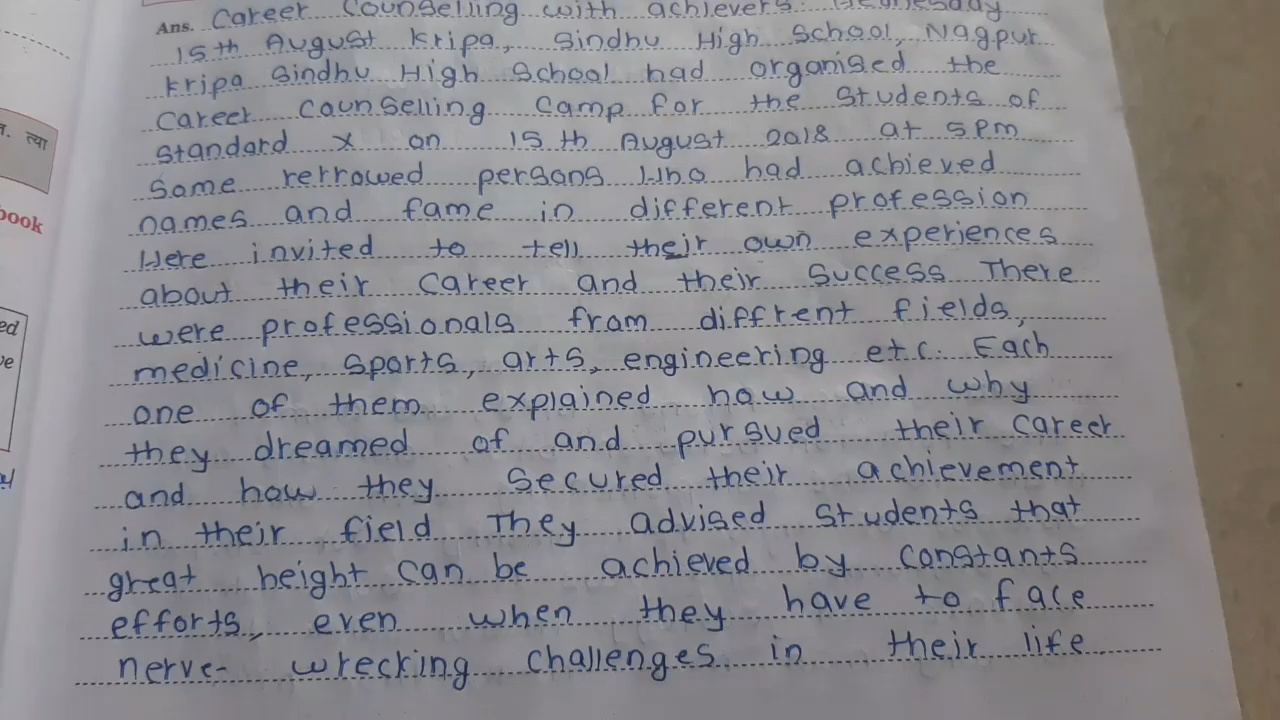 Ans. Career Counselling with achievers.
15th August Kripa, Sindhu High School, Nagpur
Kripa Sindhu High School had organised the
Career Counselling Camp for the students of
standard X on 15th August 2018 at 5pm
Some rerrowed persons who had achieved
names and fame in different profession
Here invited to tell their own experiences
about their career and their success There
were professionals from diffrent fields,
medicine, sports, arts, engineering etc. Each
one of them explained how and why
they dreamed of and pursued their career
and how they secured their achievement
in their field They advised students that
great height can be achieved by constants
efforts, even when they have to face
nerve- wrecking challenges in their life
त. त्या
book
ed